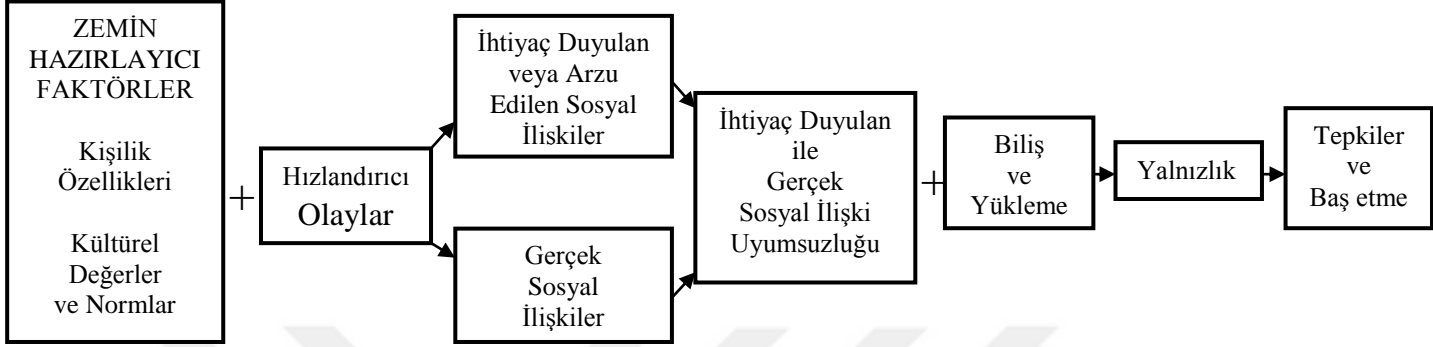 ZEMİN
HAZIRLAYICI
FAKTÖRLER
Kişilik
Özellikleri
Kültürel
Değerler
ve Normlar
+
Hızlandırıcı
Olaylar
İhtiyaç Duyulan
veya Arzu
Edilen Sosyal
İliskiler
Gerçek
Sosyal
İlişkiler
İhtiyaç Duyulan
ile
Gerçek
Sosyal İlişki
Uyumsuzluğu
+
Biliş
ve
Yükleme
Yalnızlık
Tepkiler
ve
Baş etme